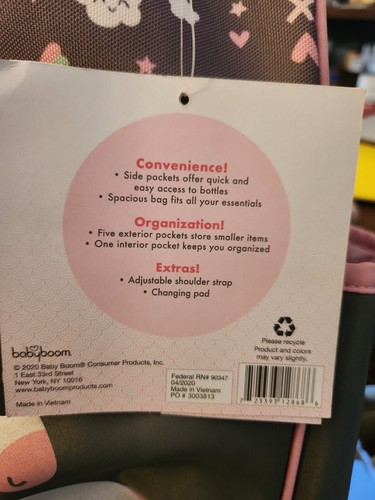 Convenience!
• Side pockets offer quick and
easy access to bottles
• Spacious bag fits all your essentials
Organization!
• Five exterior pockets store smaller items
• One interior pocket keeps you organized
Extras!
• Adjustable shoulder strap
• Changing pad
babyboom
© 2020 Baby Boom® Consumer Products, Inc.
1 East 33rd Street
New York, NY 10016
www.babyboomproducts.com
Made in Vietnam
Federal RN# 90347
04/2020
Made in Vietnam
PO # 3003813
Please recycle
Product and colors
may vary slightly.